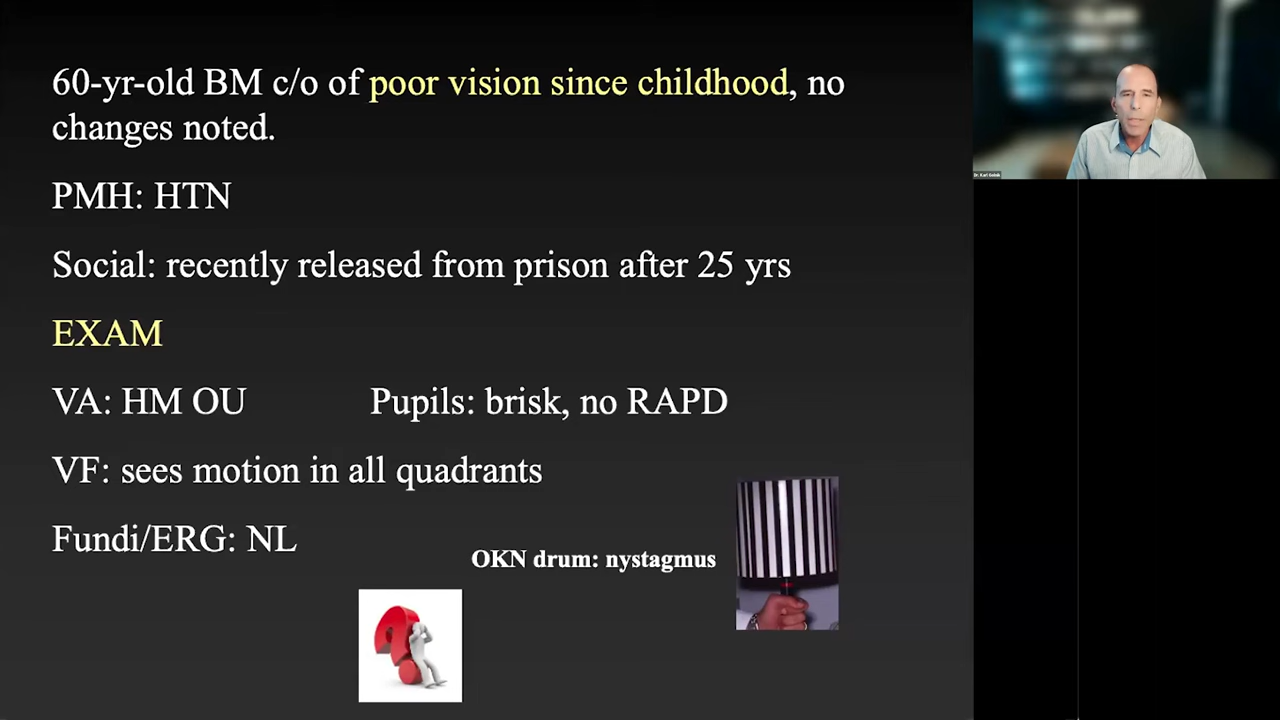 60-yr-old BM c/o of poor vision since childhood, no
changes noted.
PMH: HTN
Social: recently released from prison after 25 yrs
EXAM
VA: HM OU Pupils: brisk, no RAPD
VF: sees motion in all quadrants
Fundi/ERG: NL
OKN drum: nystagmus